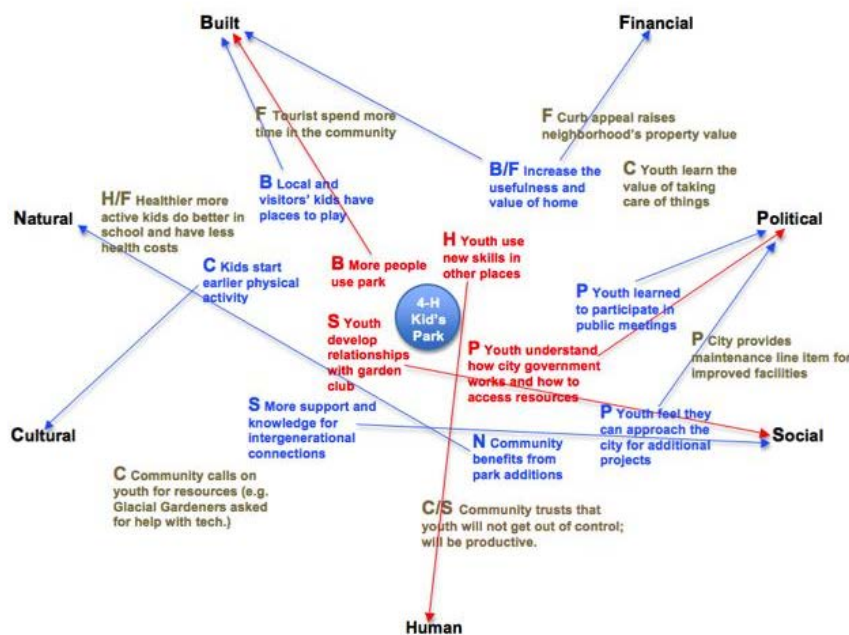 Built
Financial
F Tourist spend more
time in the community
F Curb appeal raises
neighborhood's property value
B/F Increase the
usefulness and
value of home
C Youth learn the
value of taking
care of things
B Local and
visitors' kids have
places to play
H/F Healthier more
active kids do better in
school and have less
health costs
Natural
Political
H Youth use
new skills in
other places
B More people
use park
C Kids start
earlier physical
activity
4-H
Kid's
Park
P Youth learned
to participate in
public meetings
S Youth
develop
relationships
with garden
club
P Youth understand
how city government
works and how to
access resources
P City provides
maintenance line item for
improved facilities
S More support and
knowledge for
intergenerational
connections
P Youth feel they
can approach the
city for additional
projects
Cultural
Social
N Community
benefits from
park additions
C Community calls on
youth for resources (e.g.
Glacial Gardeners asked
for help with tech.)
C/S Community trusts that
youth will not get out of control;
will be productive.
Human